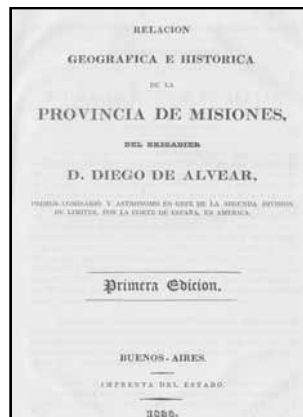 RELACION
GEOGRAFICA E HISTORICA
DE LA
PROVINCIA DE MISIONES,
DEL BRIGADIER
D. DIEGO DE ALVEAR,
PRIMER COMISARIO Y ASTRONOMO EN GEFE DE LA SEGUNDA DIVISION
DE LIMITES, POR LA CORTE DE ESPAÑA, EN AMERICA.
Primera Edicion.
BUENOS-AIRES.
IMPRENTA DEL ESTADO.